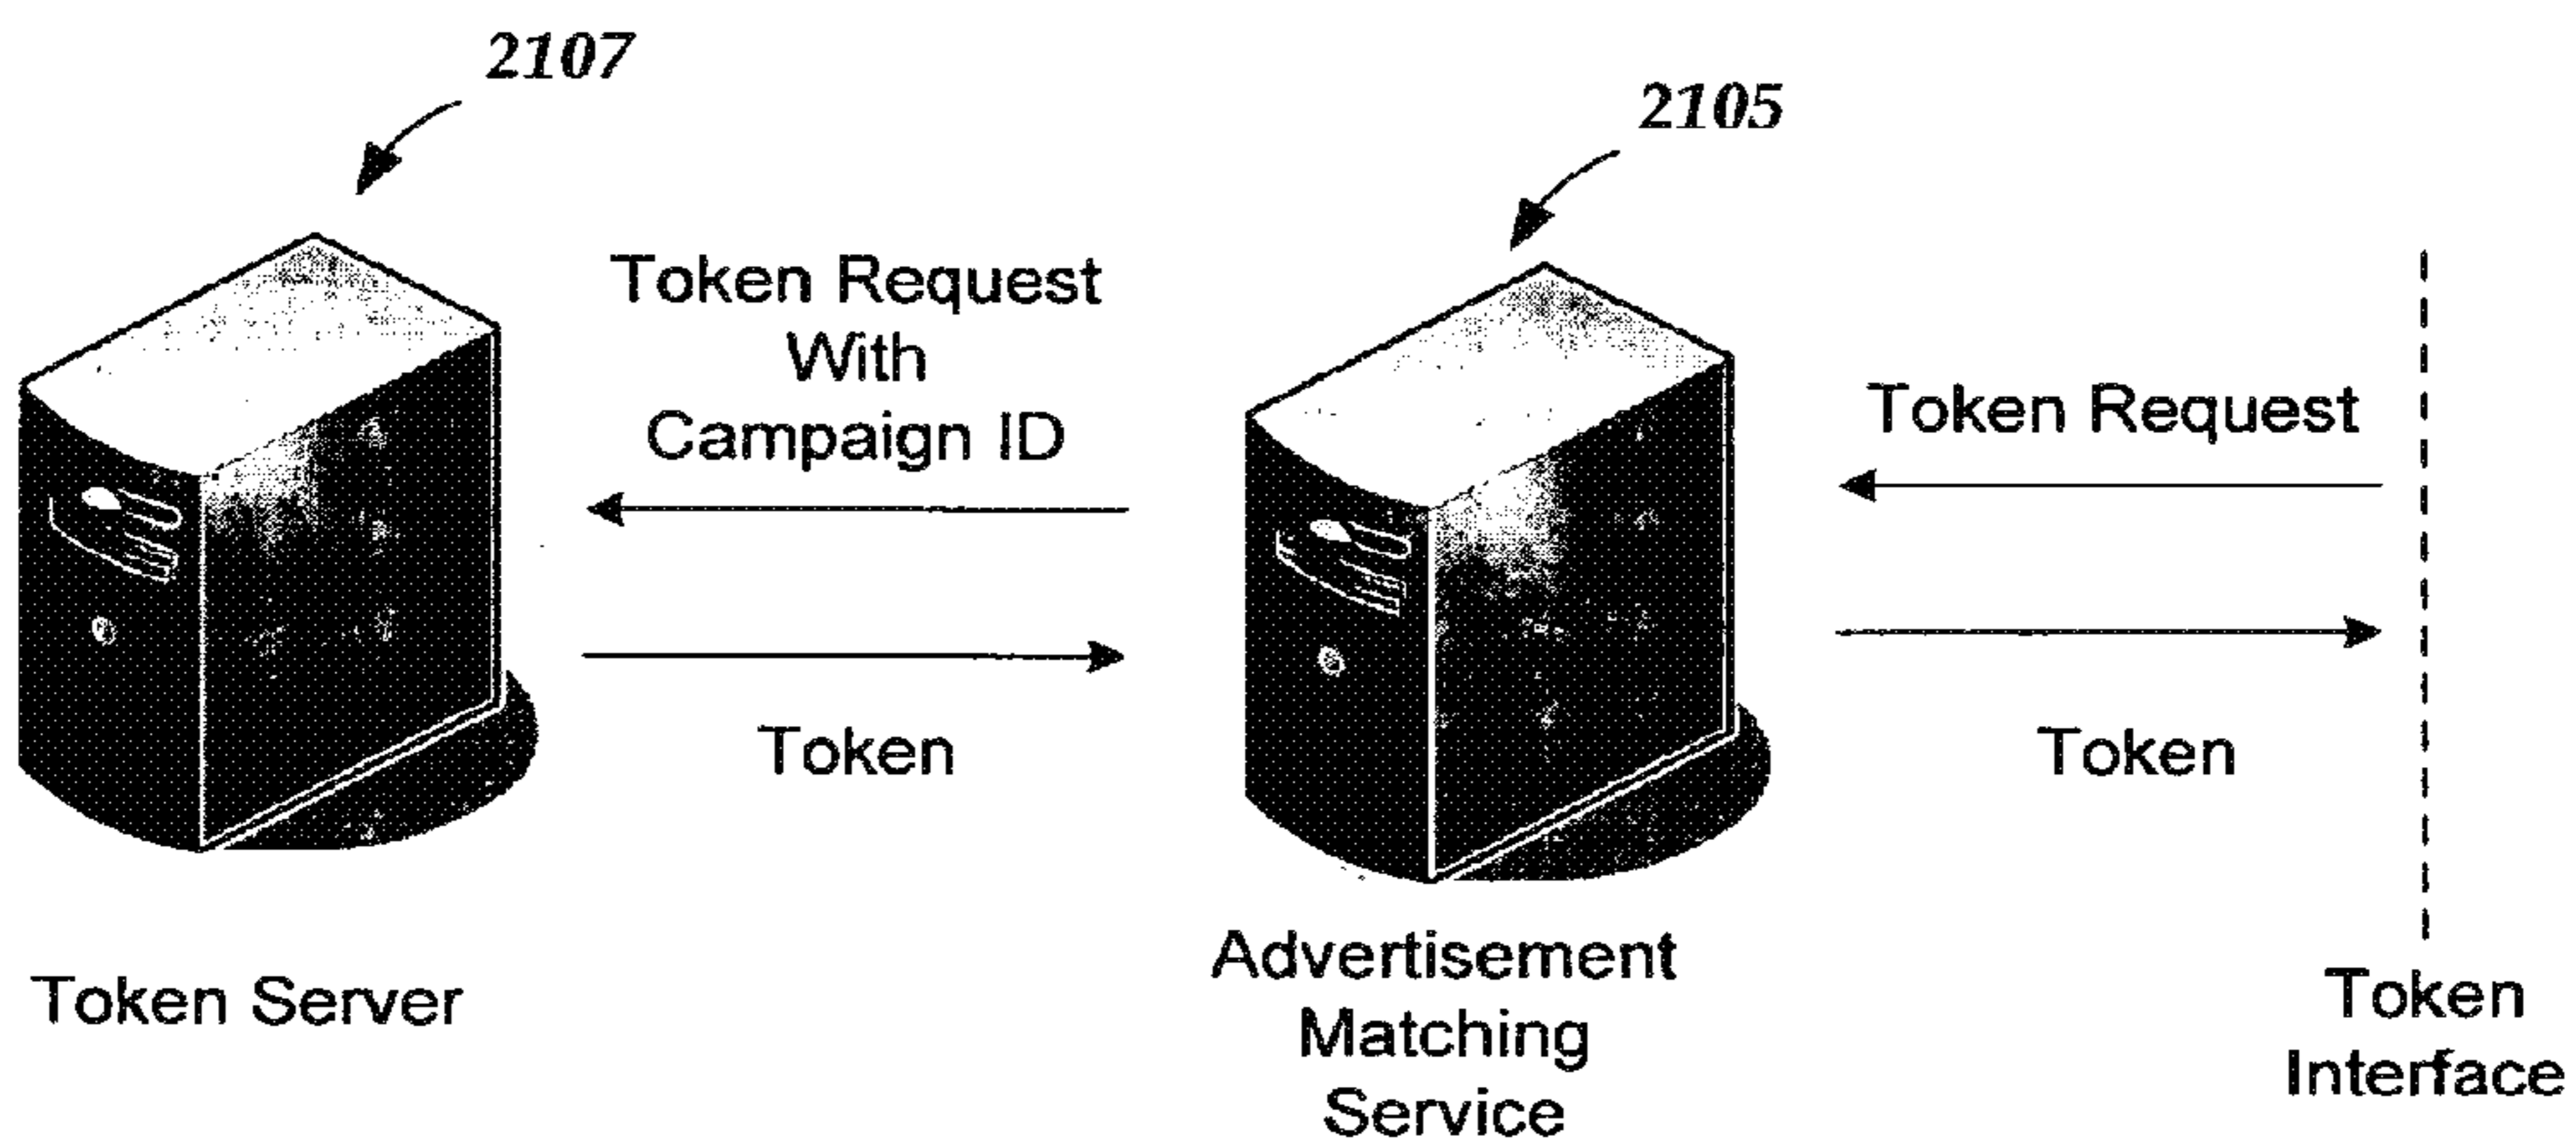 2107
2105
Token Request
With
Campaign ID
Token Request
Token
Token
Token Server
Advertisement
Matching
Service
Token
Interface